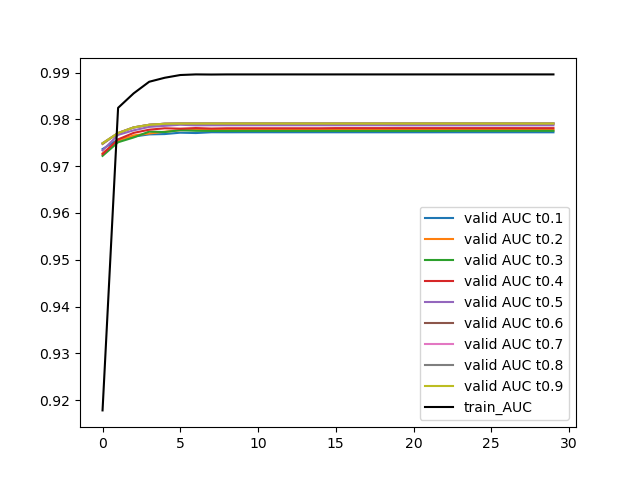 0.99
0.98
0.97
0.96
0.95
0.94
0.93
0.92
0 5 10 15 20 25 30
valid AUC t0.1
valid AUC t0.2
valid AUC t0.3
valid AUC t0.4
valid AUC t0.5
valid AUC t0.6
valid AUC t0.7
valid AUC t0.8
valid AUC t0.9
train_AUC